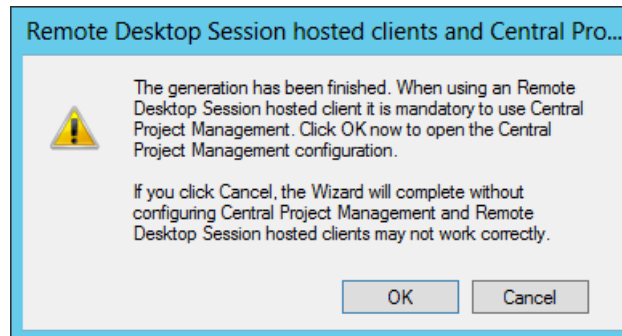 Remote Desktop Session hosted clients and Central Pro...
The generation has been finished. When using an Remote
Desktop Session hosted client it is mandatory to use Central
Project Management. Click OK now to open the Central
Project Management configuration.
If you click Cancel, the Wizard will complete without
configuring Central Project Management and Remote
Desktop Session hosted clients may not work correctly.
OK
Cancel